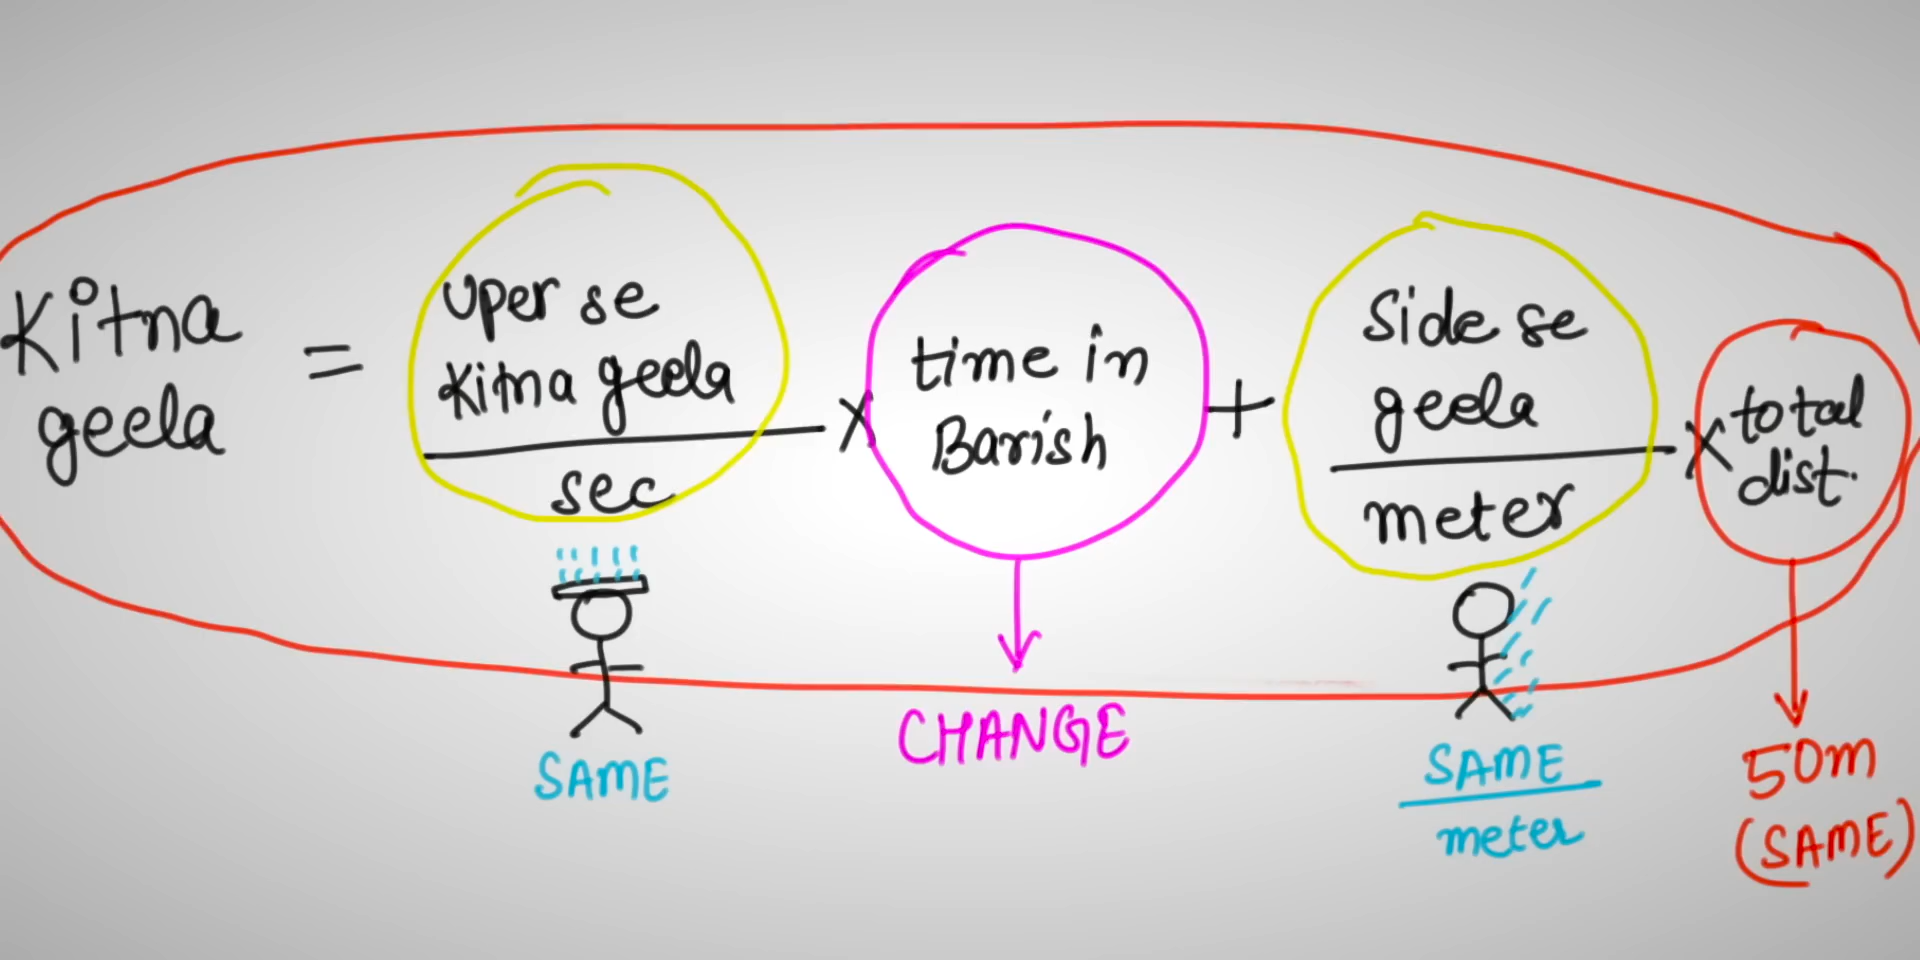 Kitna
geela
=
Uper se
Kitna geela
sec
X
time in
Barish
+
Side se
geela
meter
X
total
dist.
SAME
CHANGE
SAME
meter
50m
(SAME)